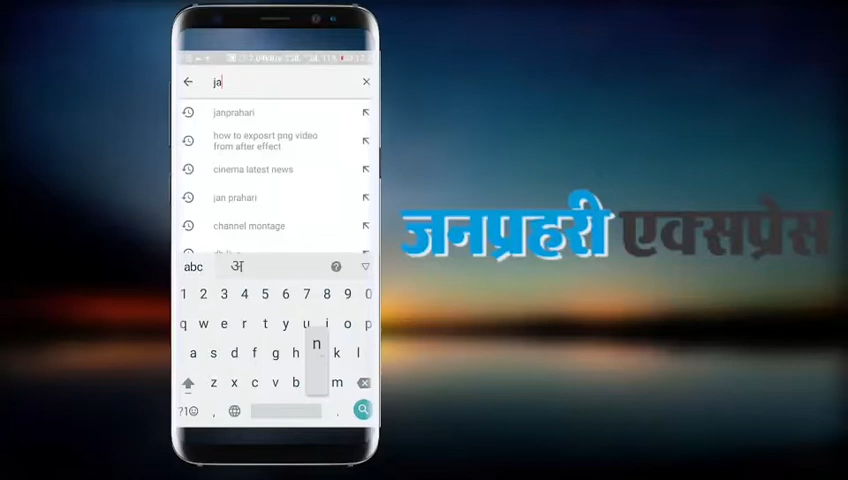 ja
janprahari
how to exposrt png video
from after effect
cinema latest news
jan prahari
channel montage
abc अ
1 2 3 4 5 6 7 8 9 0
q w e r t y u i o p
a s d f g h n k l
z x c v b m
?1 , .
जनप्रहरी एक्सप्रेस